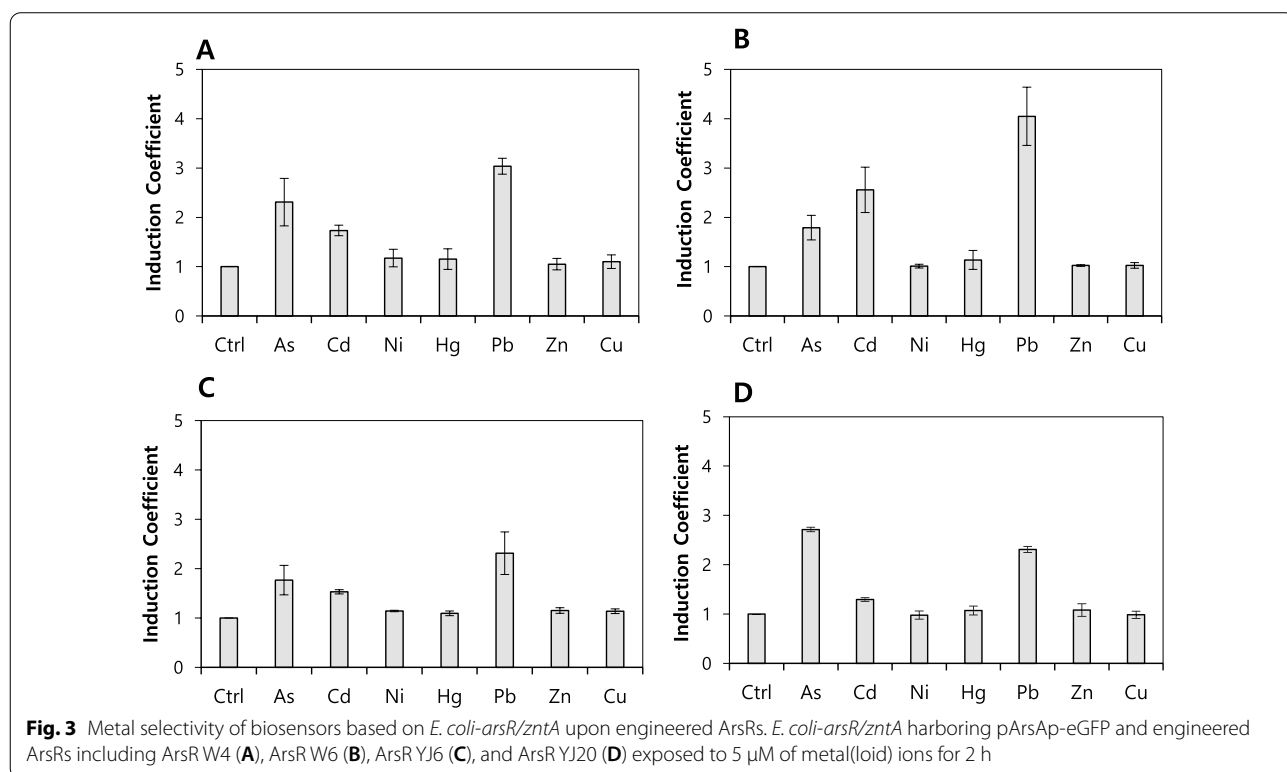 A
Induction Coefficient
5
4
3
2
1
0
Ctrl As Cd Ni Hg Pb Zn Cu
B
Induction Coefficient
5
4
3
2
1
0
Ctrl As Cd Ni Hg Pb Zn Cu
C
Induction Coefficient
5
4
3
2
1
0
Ctrl As Cd Ni Hg Pb Zn Cu
D
Induction Coefficient
5
4
3
2
1
0
Ctrl As Cd Ni Hg Pb Zn Cu
Fig. 3 Metal selectivity of biosensors based on E. coli-arsR/zntA upon engineered ArsRs. E. coli-arsR/zntA harboring pArsAp-eGFP and engineered
ArsRs including ArsR W4 (A), ArsR W6 (B), ArsR YJ6 (C), and ArsR YJ20 (D) exposed to 5 µM of metal(loid) ions for 2 h